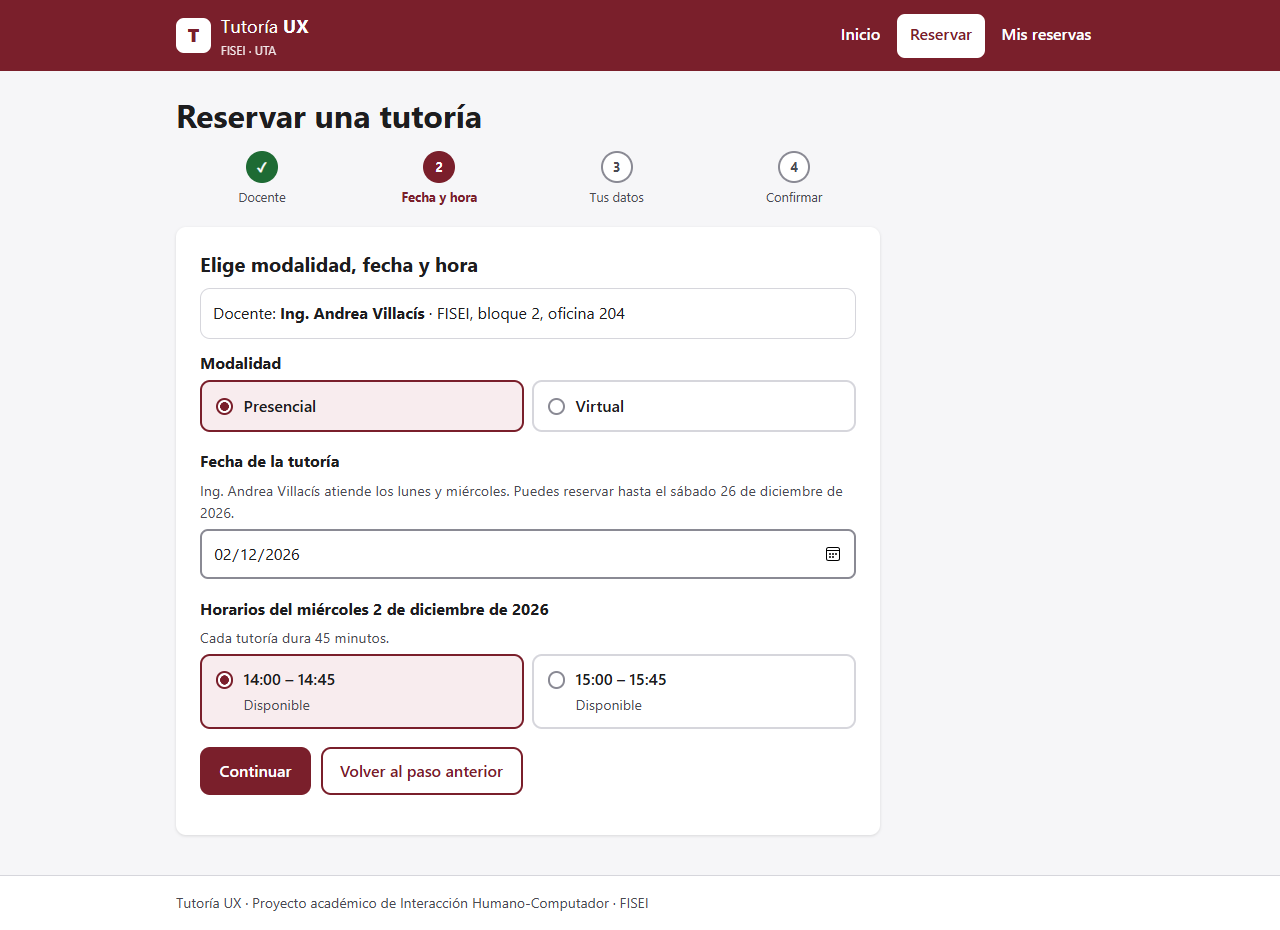 T
Tutoría UX
FISEI · UTA
Inicio
Reservar
Mis reservas
Reservar una tutoría
✓
Docente
2
Fecha y hora
3
Tus datos
4
Confirmar
Elige modalidad, fecha y hora
Docente: Ing. Andrea Villacís · FISEI, bloque 2, oficina 204
Modalidad
Presencial
Virtual
Fecha de la tutoría
Ing. Andrea Villacís atiende los lunes y miércoles. Puedes reservar hasta el sábado 26 de diciembre de
2026.
02/12/2026
Horarios del miércoles 2 de diciembre de 2026
Cada tutoría dura 45 minutos.
14:00 – 14:45
Disponible
15:00 – 15:45
Disponible
Continuar
Volver al paso anterior
Tutoría UX · Proyecto académico de Interacción Humano-Computador · FISEI